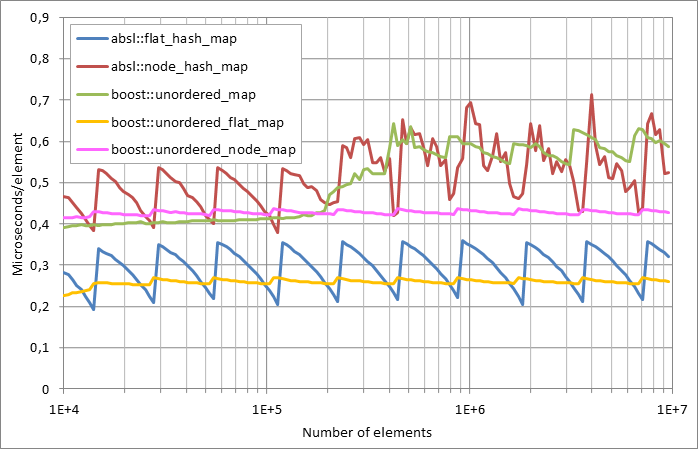 0,9
0,8
0,7
0,6
0,5
0,4
0,3
0,2
0,1
0
Microseconds/element
absl::flat_hash_map
absl::node_hash_map
boost::unordered_map
boost::unordered_flat_map
boost::unordered_node_map
1E+4 1E+5 1E+6 1E+7
Number of elements